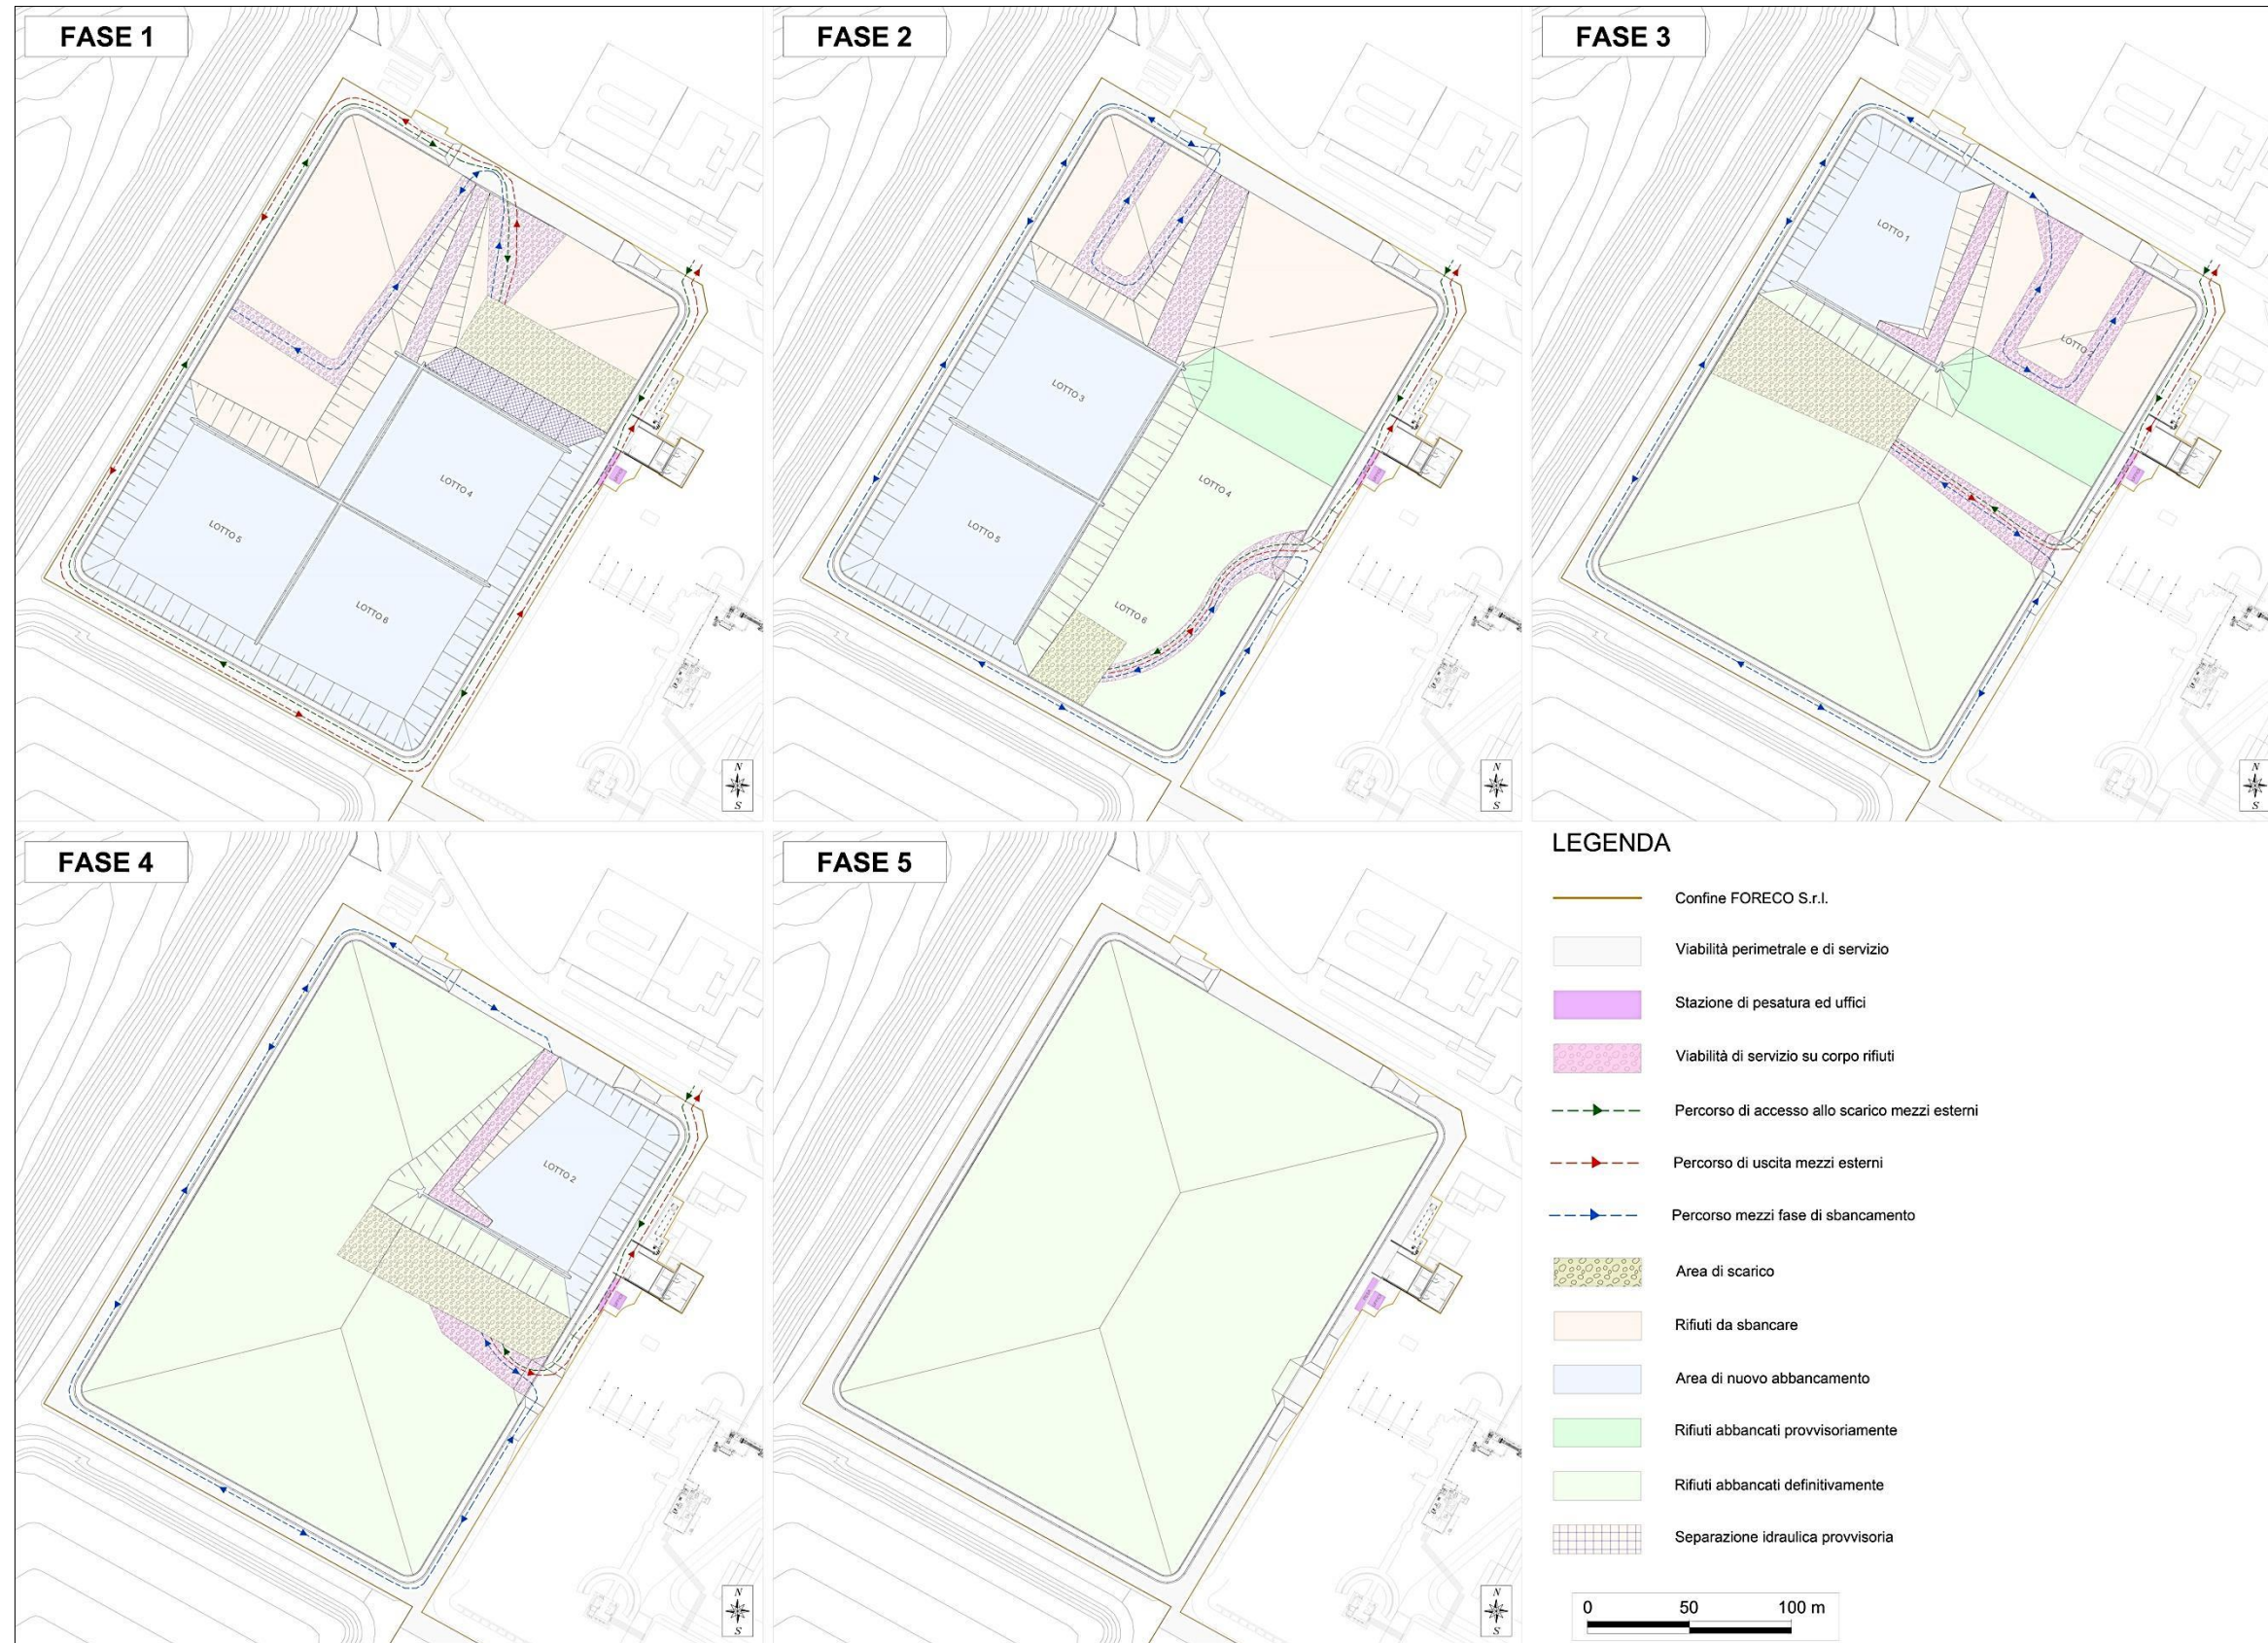 FASE 1
LOTTO 4
LOTTO 5
LOTTO 6
N
S
FASE 2
LOTTO 3
LOTTO 4
LOTTO 5
LOTTO 6
N
S
FASE 3
LOTTO 1
LOTTO
N
S
FASE 4
LOTTO 2
N
S
FASE 5
N
S
LEGENDA
Confine FORECO S.r.l.
Viabilità perimetrale e di servizio
Stazione di pesatura ed uffici
Viabilità di servizio su corpo rifiuti
Percorso di accesso allo scarico mezzi esterni
Percorso di uscita mezzi esterni
Percorso mezzi fase di sbancamento
Area di scarico
Rifiuti da sbancare
Area di nuovo abbancamento
Rifiuti abbancati provvisoriamente
Rifiuti abbancati definitivamente
Separazione idraulica provvisoria
0 50 100 m